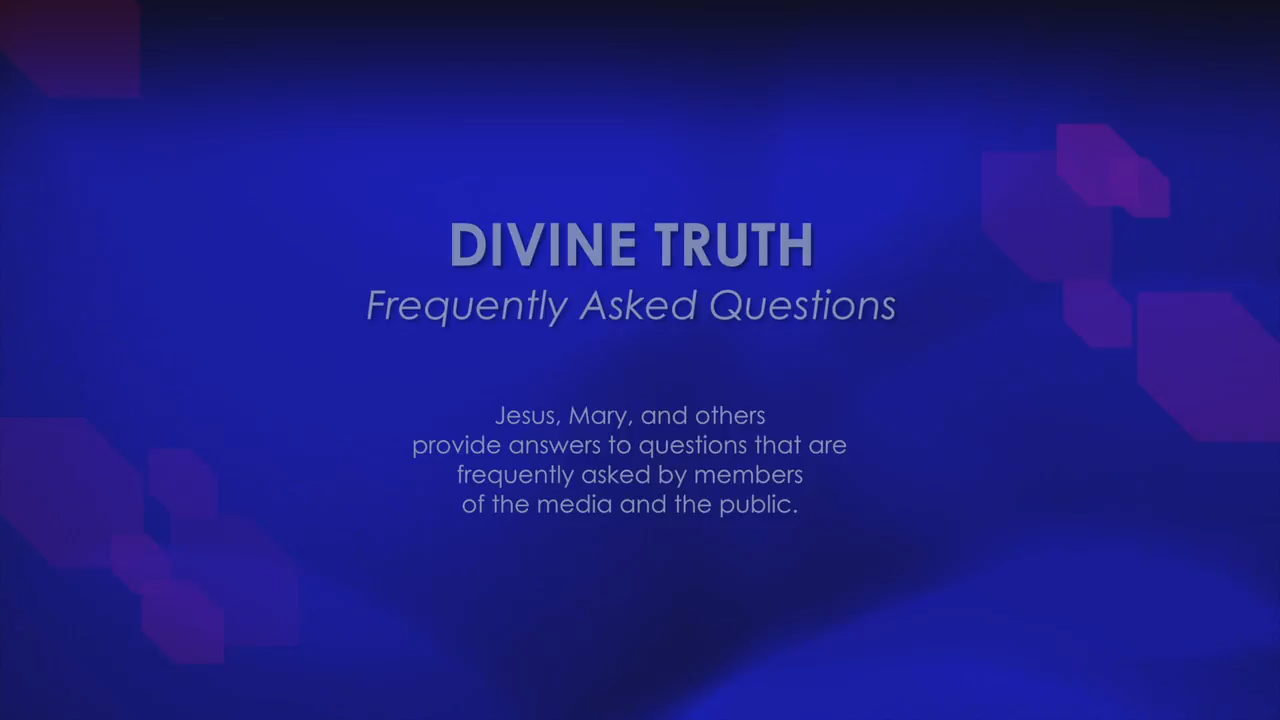 DIVINE TRUTH
Frequently Asked Questions
Jesus, Mary, and others
provide answers to questions that are
frequently asked by members
of the media and the public.